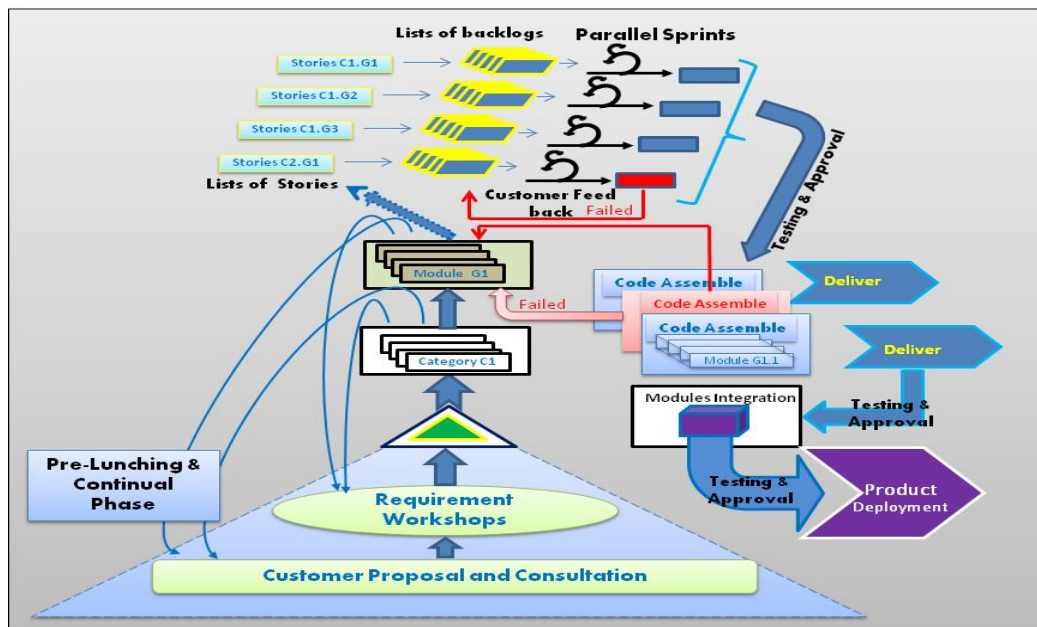 Lists of backlogs
Parallel Sprints
Stories C1.G1
Stories C1.G2
Stories C1.G3
Stories C2.G1
Lists of Stories
Customer Feed
back
Failed
Testing & Approval
Module G1
Failed
Code Assemble
Code Assemble
Code Assemble
Module G1.1
Deliver
Deliver
Category C1
Modules Integration
Testing &
Approval
Testing &
Approval
Product
Deployment
Pre-Lunching &
Continual
Phase
Requirement
Workshops
Customer Proposal and Consultation